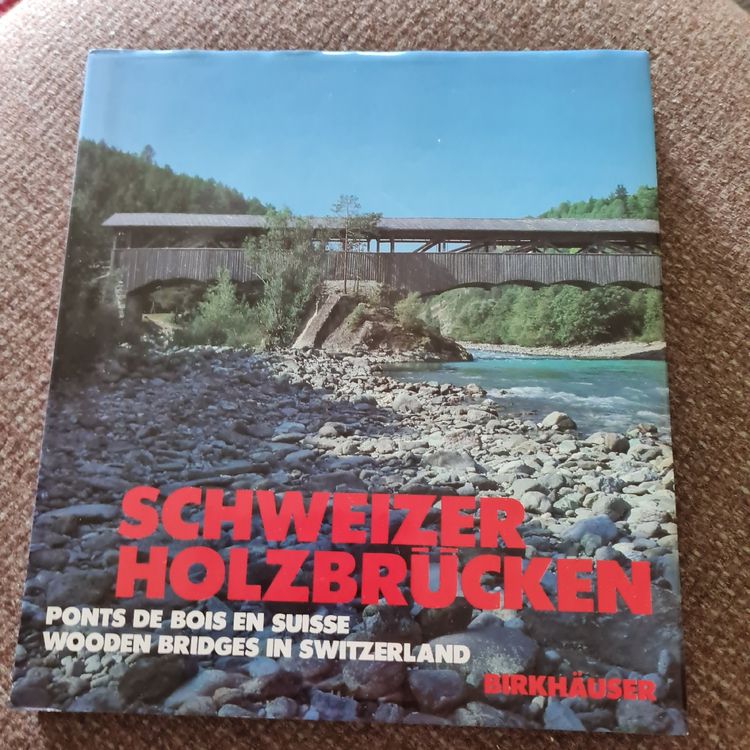 SCHWEIZER
HOLZBRÜCKEN
PONTS DE BOIS EN SUISSE
WOODEN BRIDGES IN SWITZERLAND
BIRKHÄUSER